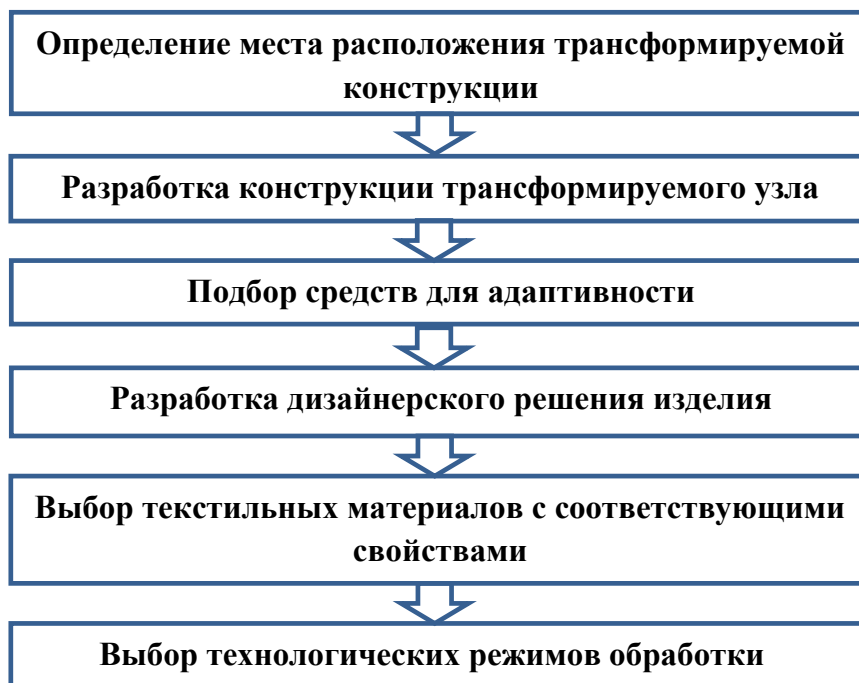 Определение места расположения трансформируемой
конструкции
Разработка конструкции трансформируемого узла
Подбор средств для адаптивности
Разработка дизайнерского решения изделия
Выбор текстильных материалов с соответствующими
свойствами
Выбор технологических режимов обработки